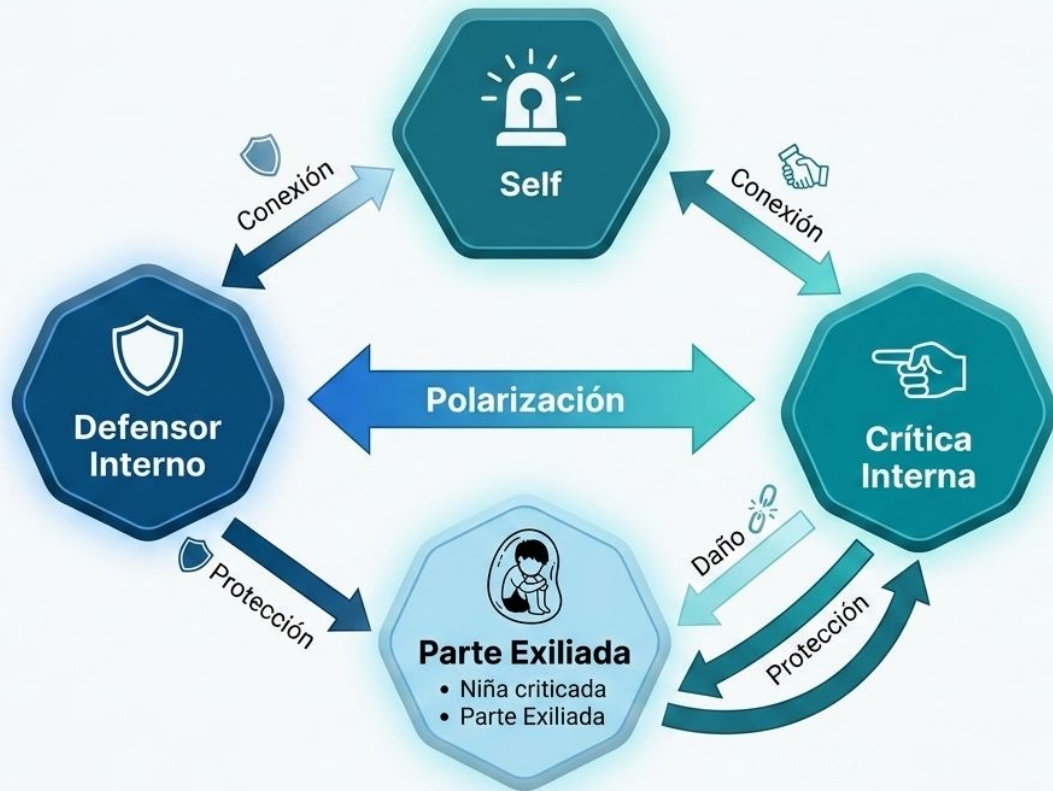 Self
Conexión
Conexión
Defensor
Interno
Polarización
Crítica
Interna
Protección
Daño
Protección
Parte Exiliada
• Niña criticada
• Parte Exiliada